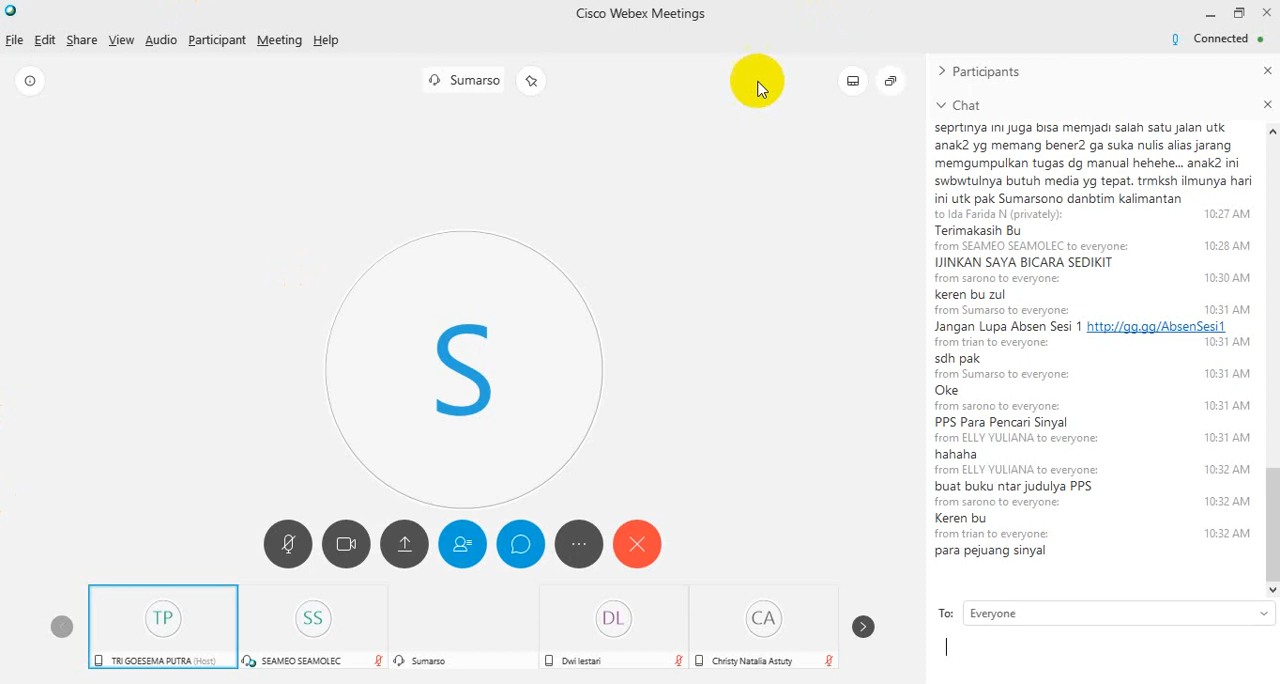 Cisco Webex Meetings
File Edit Share View Audio Participant Meeting Help
Connected
Sumarso
Participants
Chat
seprtinya ini juga bisa memjadi salah satu jalan utk
anak2 yg memang bener2 ga suka nulis alias jarang
memgumpulkan tugas dg manual hehehe... anak2 ini
swbwtulnya butuh media yg tepat. trmksh ilmunya hari
ini utk pak Sumarsono danbtim kalimantan
to Ida Farida N (privately): 10:27 AM
Terimakasih Bu
from SEAMEO SEAMOLEC to everyone: 10:28 AM
IJINKAN SAYA BICARA SEDIKIT
from sarono to everyone: 10:30 AM
keren bu zul
from Sumarso to everyone: 10:31 AM
Jangan Lupa Absen Sesi 1 http://gg.gg/AbsenSesi1
from trian to everyone: 10:31 AM
sdh pak
from Sumarso to everyone: 10:31 AM
Oke
from sarono to everyone: 10:31 AM
PPS Para Pencari Sinyal
from ELLY YULIANA to everyone: 10:31 AM
hahaha
from ELLY YULIANA to everyone: 10:32 AM
buat buku ntar judulya PPS
from sarono to everyone: 10:32 AM
Keren bu
from trian to everyone: 10:32 AM
para pejuang sinyal
To: Everyone
S
TP
SS
DL
CA
TRI GOESEMA PUTRA (Host)
SEAMEO SEAMOLEC
Sumarso
Dwi lestari
Christy Natalia Astuty